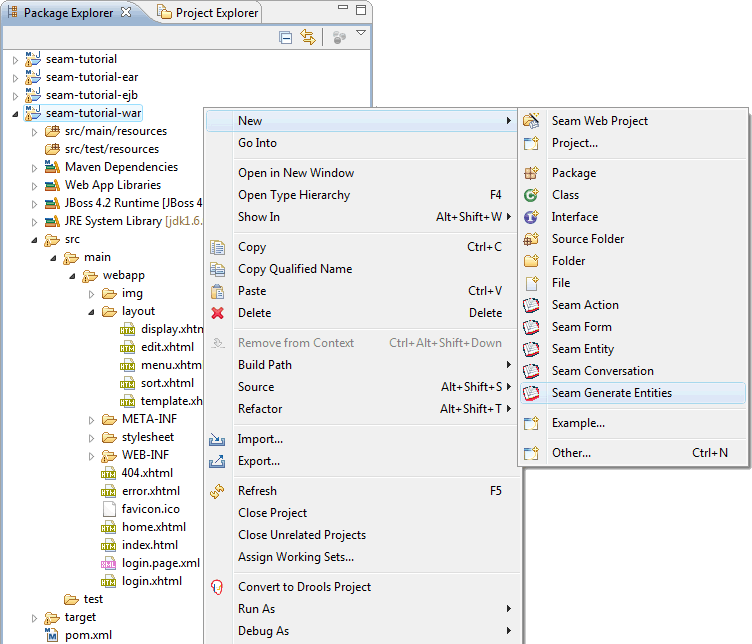 Package Explorer
Project Explorer
seam-tutorial
seam-tutorial-ear
seam-tutorial-ejb
seam-tutorial-war
src/main/resources
src/test/resources
Maven Dependencies
Web App Libraries
JBoss 4.2 Runtime [JBoss 4
JRE System Library [jdk1.6.
src
main
webapp
img
layout
display.xhtm
edit.xhtml
menu.xhtml
sort.xhtml
template.xh
META-INF
stylesheet
WEB-INF
404.xhtml
error.xhtml
favicon.ico
home.xhtml
index.html
login.page.xml
login.xhtml
test
target
pom.xml
New
Go Into
Open in New Window
Open Type Hierarchy F4
Show In Alt+Shift+W
Copy Ctrl+C
Copy Qualified Name
Paste Ctrl+V
Delete Delete
Remove from Context Ctrl+Alt+Shift+Down
Build Path
Source Alt+Shift+S
Refactor Alt+Shift+T
Import...
Export...
Refresh F5
Close Project
Close Unrelated Projects
Assign Working Sets...
Convert to Drools Project
Run As
Debug As
Seam Web Project
Project...
Package
Class
Interface
Source Folder
Folder
File
Seam Action
Seam Form
Seam Entity
Seam Conversation
Seam Generate Entities
Example...
Other... Ctrl+N